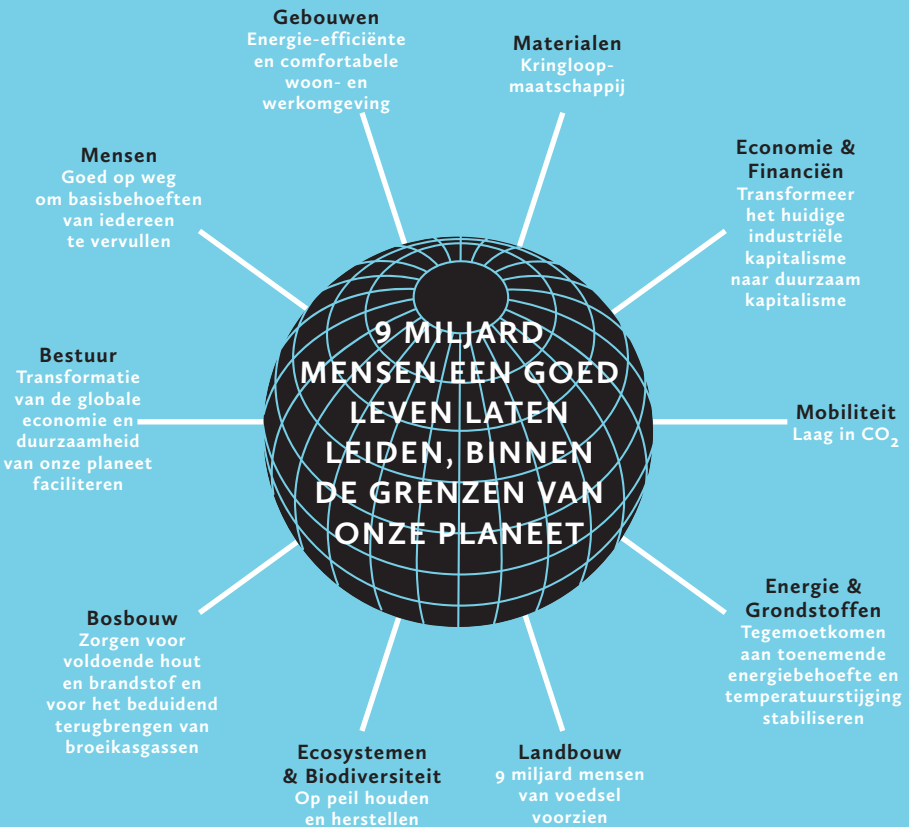 Gebouwen
Energie-efficiënte
en comfortabele
woon- en
werkomgeving
Materialen
Kringloop-
maatschappij
Economie &
Financiën
Transformeer
het huidige
industriële
kapitalisme
naar duurzaam
kapitalisme
Mobiliteit
Laag in CO₂
Energie &
Grondstoffen
Tegemoetkomen
aan toenemende
energiebehoefte en
temperatuurstijging
stabiliseren
Landbouw
9 miljard mensen
van voedsel
voorzien
Ecosystemen
& Biodiversiteit
Op peil houden
en herstellen
Bosbouw
Zorgen voor
voldoende hout
en brandstof en
voor het beduidend
terugbrengen van
broeikasgassen
Bestuur
Transformatie
van de globale
economie en
duurzaamheid
van onze planeet
faciliteren
Mensen
Goed op weg
om basisbehoeften
van iedereen
te vervullen
9 MILJARD
MENSEN EEN GOED
LEVEN LATEN
LEIDEN, BINNEN
DE GRENZEN VAN
ONZE PLANEET